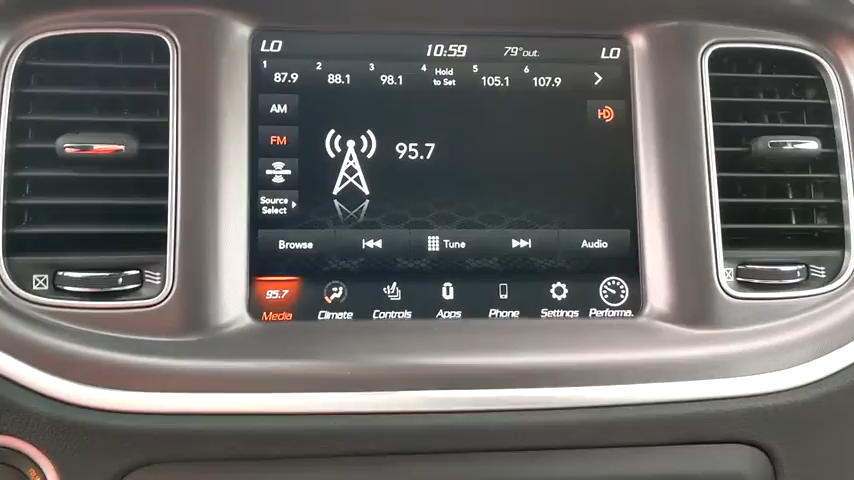 LO 10:59 79°out. LO
1 87.9 2 88.1 3 98.1 4 Hold to Set 5 105.1 6 107.9
AM
HD
FM
95.7
Source
Select
Browse Tune Audio
95.7
Media Climate Controls Apps Phone Settings Performa.